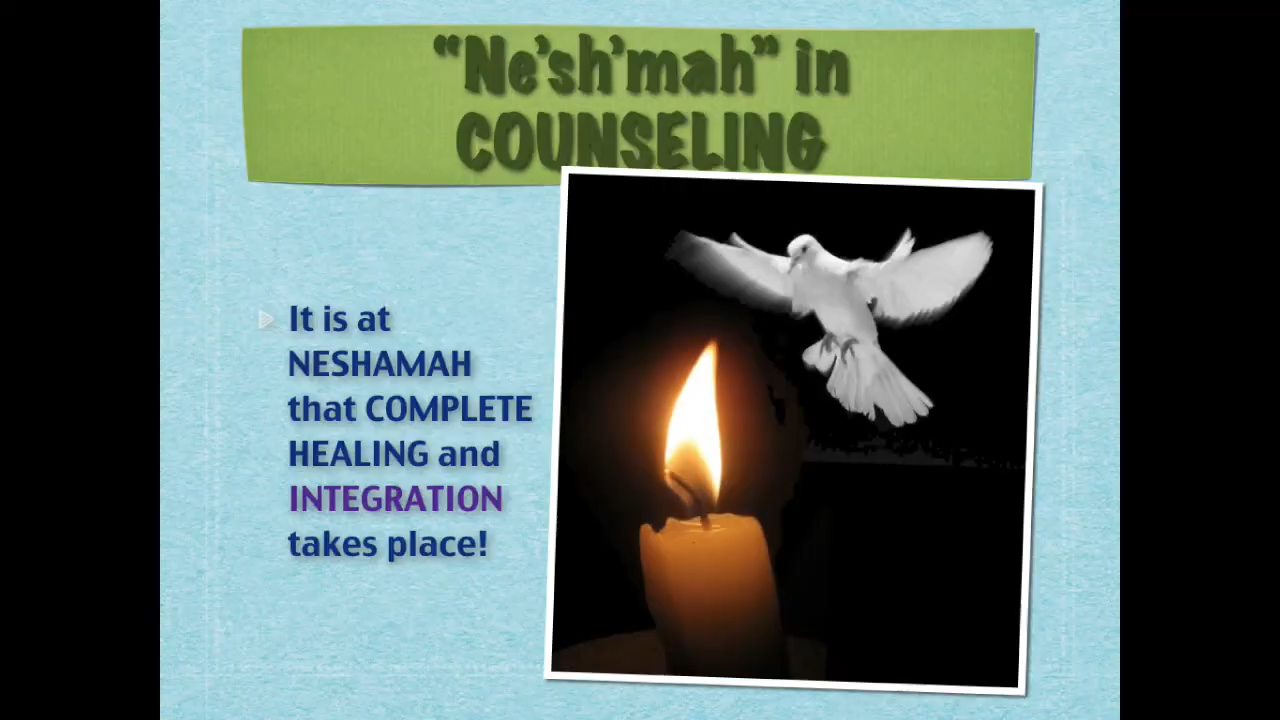 “Ne’sh’mah” in
COUNSELING
It is at
NESHAMAH
that COMPLETE
HEALING and
INTEGRATION
takes place!